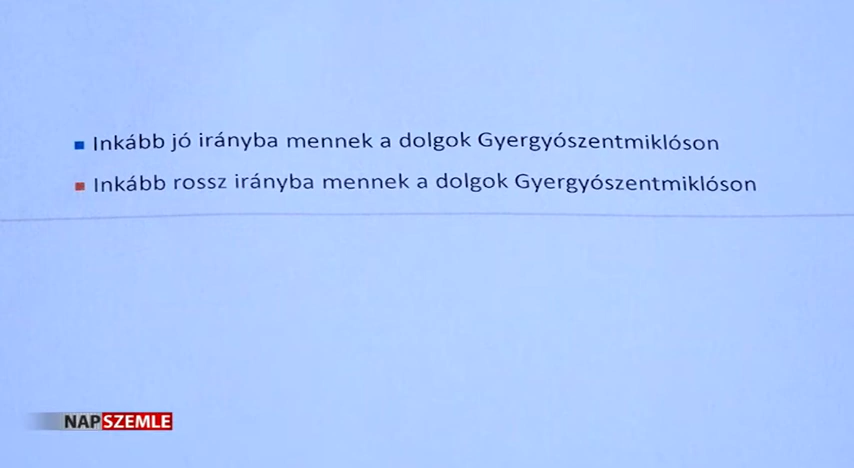 Inkább jó irányba mennek a dolgok Gyergyószentmiklóson
Inkább rossz irányba mennek a dolgok Gyergyószentmiklóson
NAPSZEMLE